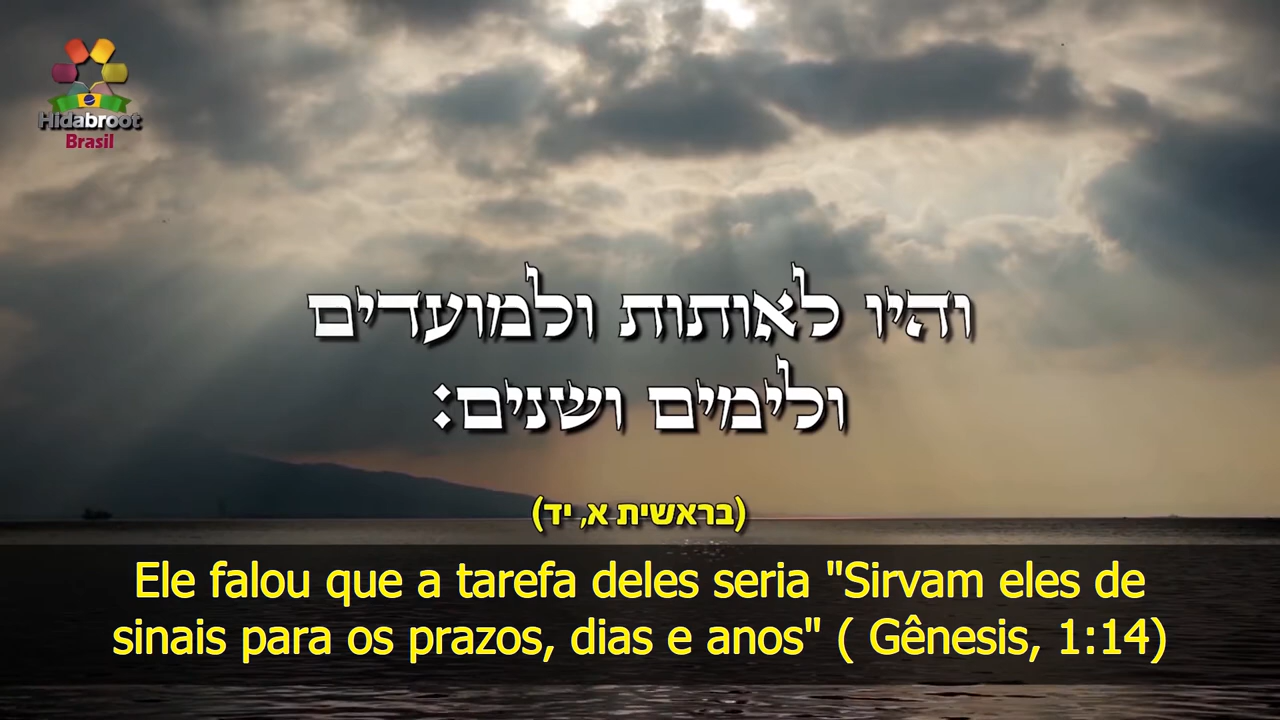 Hidabroot
Brasil
והיו לאותות ולמועדים
ולימים ושנים:
(בראשית א, יד)
Ele falou que a tarefa deles seria "Sirvam eles de
sinais para os prazos, dias e anos" ( Gênesis, 1:14)